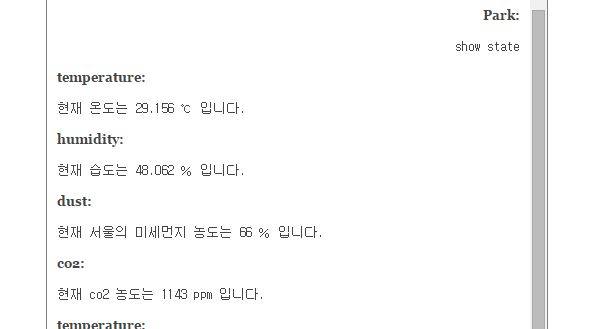 Park:
show state
temperature:
현재 온도는 29.156 ℃ 입니다.
humidity:
현재 습도는 48.062 % 입니다.
dust:
현재 서울의 미세먼지 농도는 66 % 입니다.
co2:
현재 co2 농도는 1143 ppm 입니다.
temperature: